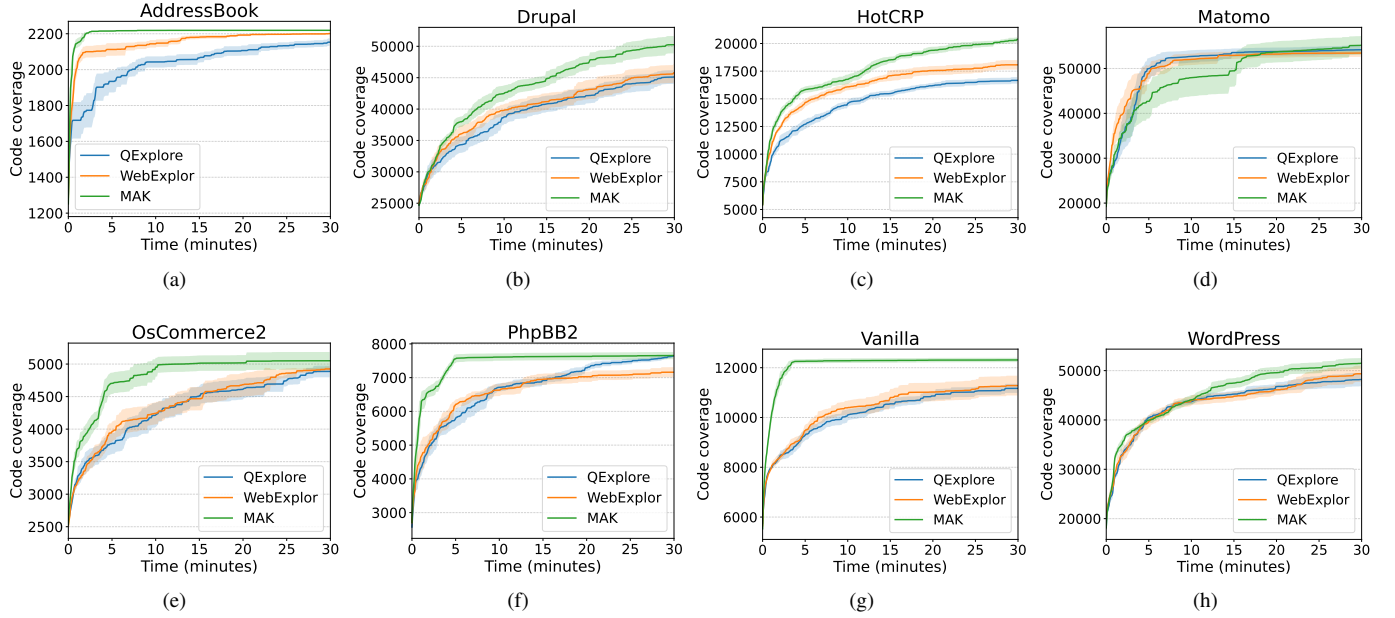 AddressBook
Code coverage
2200
2000
1800
1600
1400
1200
QExplore
WebExplor
MAK
0 5 10 15 20 25 30
Time (minutes)
(a)
Drupal
Code coverage
50000
45000
40000
35000
30000
25000
QExplore
WebExplor
MAK
0 5 10 15 20 25 30
Time (minutes)
(b)
HotCRP
Code coverage
20000
17500
15000
12500
10000
7500
5000
QExplore
WebExplor
MAK
0 5 10 15 20 25 30
Time (minutes)
(c)
Matomo
Code coverage
50000
40000
30000
20000
QExplore
WebExplor
MAK
0 5 10 15 20 25 30
Time (minutes)
(d)
OsCommerce2
Code coverage
5000
4500
4000
3500
3000
2500
QExplore
WebExplor
MAK
0 5 10 15 20 25 30
Time (minutes)
(e)
PhpBB2
Code coverage
8000
7000
6000
5000
4000
3000
QExplore
WebExplor
MAK
0 5 10 15 20 25 30
Time (minutes)
(f)
Vanilla
Code coverage
12000
10000
8000
6000
QExplore
WebExplor
MAK
0 5 10 15 20 25 30
Time (minutes)
(g)
WordPress
Code coverage
50000
40000
30000
20000
QExplore
WebExplor
MAK
0 5 10 15 20 25 30
Time (minutes)
(h)